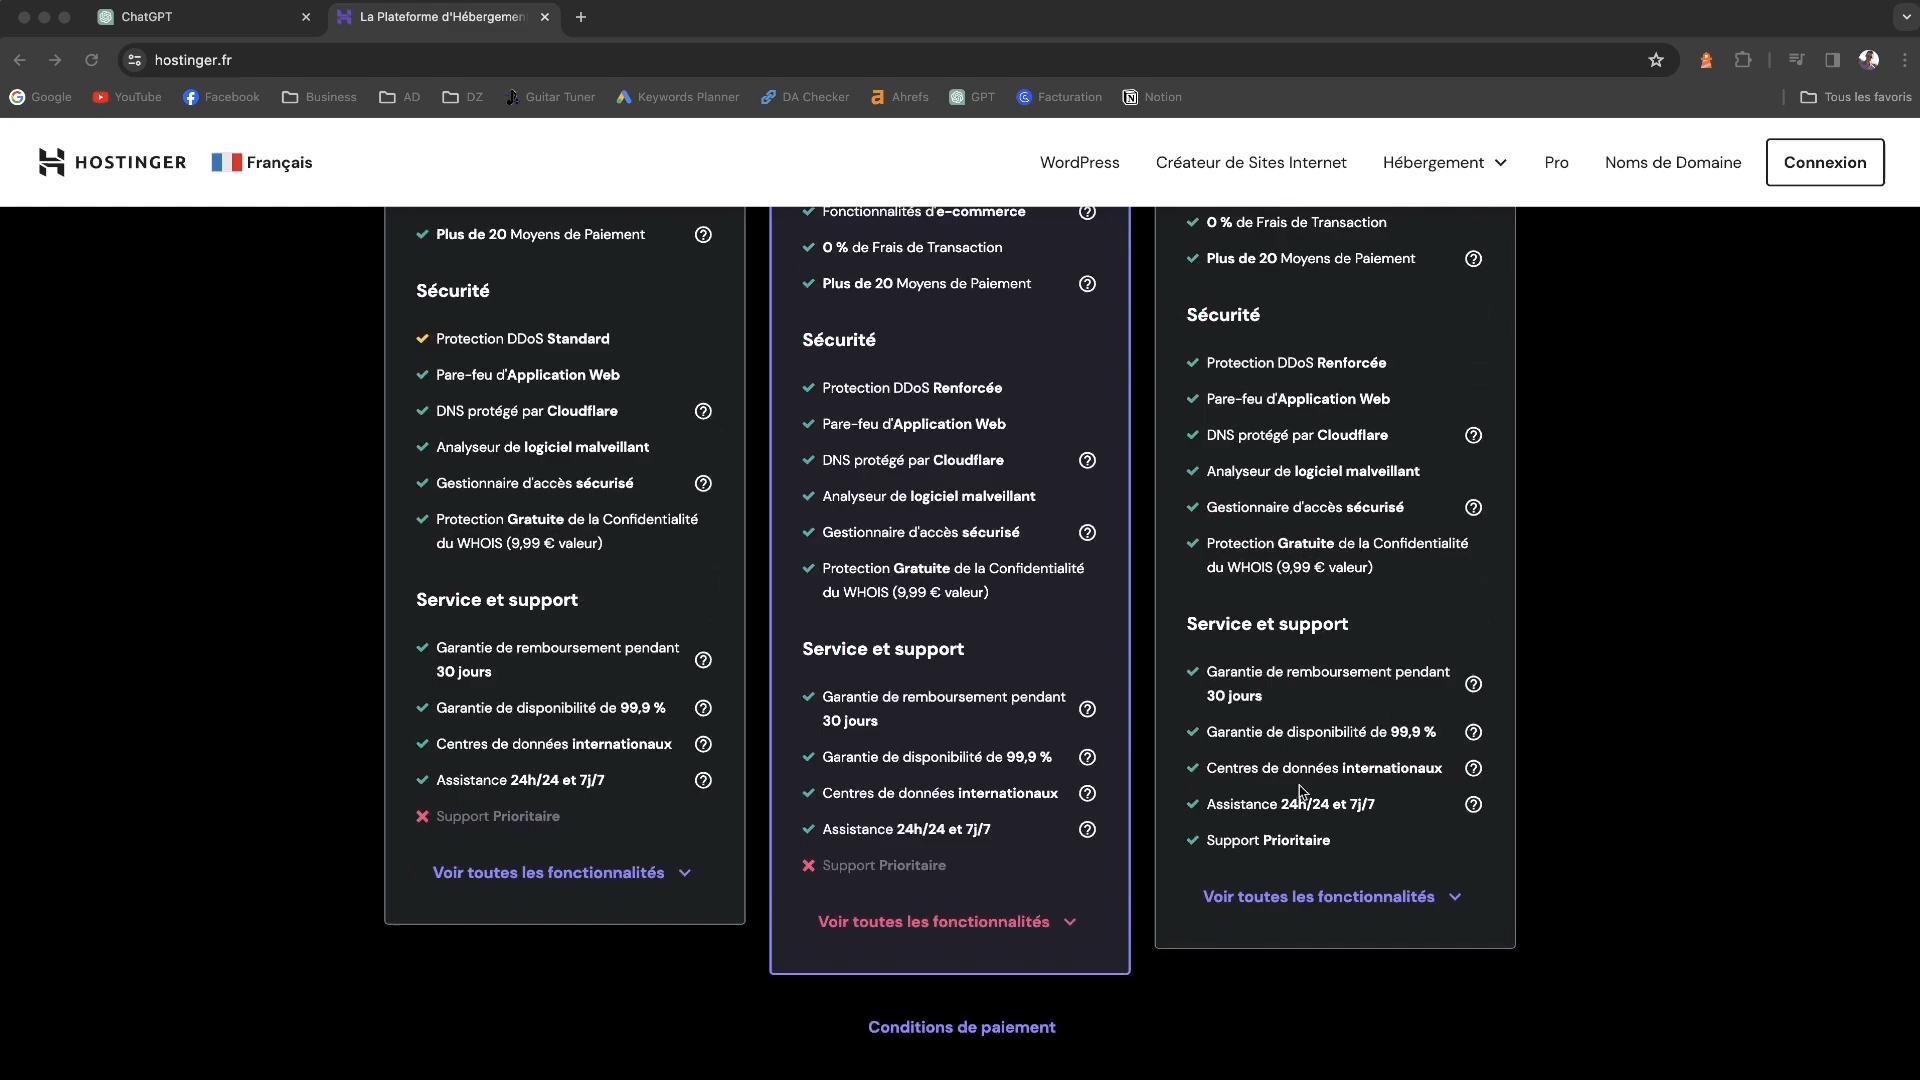 ChatGPT
La Plateforme d'Hébergemen
hostinger.fr
Google
YouTube
Facebook
Business
AD
DZ
Guitar Tuner
Keywords Planner
DA Checker
Ahrefs
GPT
Facturation
Notion
Tous les favoris
HOSTINGER
Français
WordPress
Créateur de Sites Internet
Hébergement
Pro
Noms de Domaine
Connexion
Plus de 20 Moyens de Paiement
Sécurité
Protection DDoS Standard
Pare-feu d'Application Web
DNS protégé par Cloudflare
Analyseur de logiciel malveillant
Gestionnaire d'accès sécurisé
Protection Gratuite de la Confidentialité
du WHOIS (9,99 € valeur)
Service et support
Garantie de remboursement pendant
30 jours
Garantie de disponibilité de 99,9 %
Centres de données internationaux
Assistance 24h/24 et 7j/7
Support Prioritaire
Voir toutes les fonctionnalités
Fonctionnalités d'e-commerce
0 % de Frais de Transaction
Plus de 20 Moyens de Paiement
Sécurité
Protection DDoS Renforcée
Pare-feu d'Application Web
DNS protégé par Cloudflare
Analyseur de logiciel malveillant
Gestionnaire d'accès sécurisé
Protection Gratuite de la Confidentialité
du WHOIS (9,99 € valeur)
Service et support
Garantie de remboursement pendant
30 jours
Garantie de disponibilité de 99,9 %
Centres de données internationaux
Assistance 24h/24 et 7j/7
Support Prioritaire
Voir toutes les fonctionnalités
0 % de Frais de Transaction
Plus de 20 Moyens de Paiement
Sécurité
Protection DDoS Renforcée
Pare-feu d'Application Web
DNS protégé par Cloudflare
Analyseur de logiciel malveillant
Gestionnaire d'accès sécurisé
Protection Gratuite de la Confidentialité
du WHOIS (9,99 € valeur)
Service et support
Garantie de remboursement pendant
30 jours
Garantie de disponibilité de 99,9 %
Centres de données internationaux
Assistance 24h/24 et 7j/7
Support Prioritaire
Voir toutes les fonctionnalités
Conditions de paiement